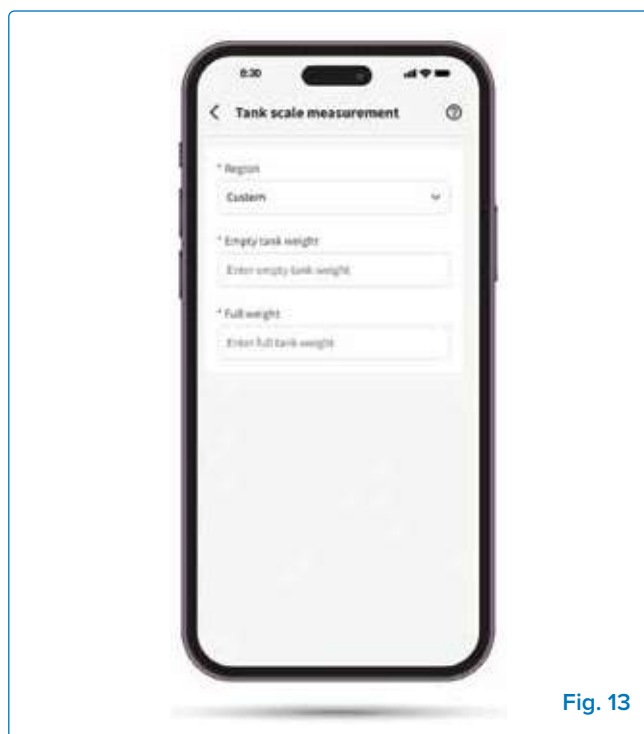 8:30
Tank scale measurement
* Region
Custom
* Empty tank weight
Enter empty tank weight
* Full weight
Enter full tank weight
Fig. 13